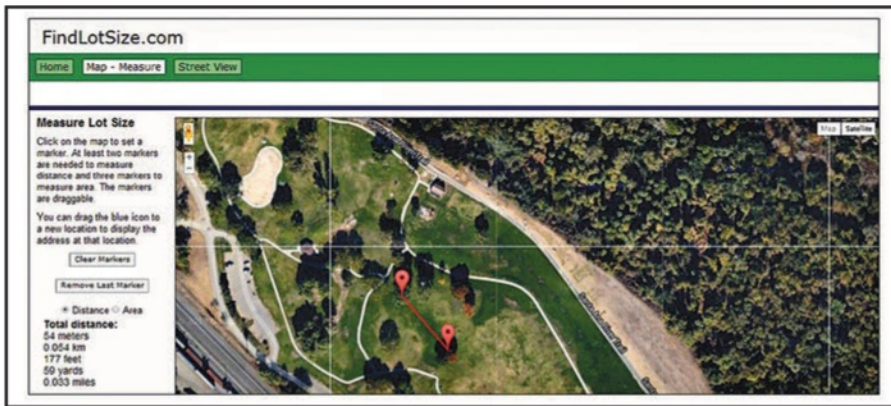 FindLotSize.com
Home Map - Measure Street View
Measure Lot Size
Click on the map to set a
marker. At least two markers
are needed to measure
distance and three markers to
measure area. The markers
are draggable.
You can drag the blue icon to
a new location to display the
address at that location.
Clear Markers
Remove Last Marker
Distance Area
Total distance:
54 meters
0.054 km
177 feet
59 yards
0.033 miles
Map Satellite